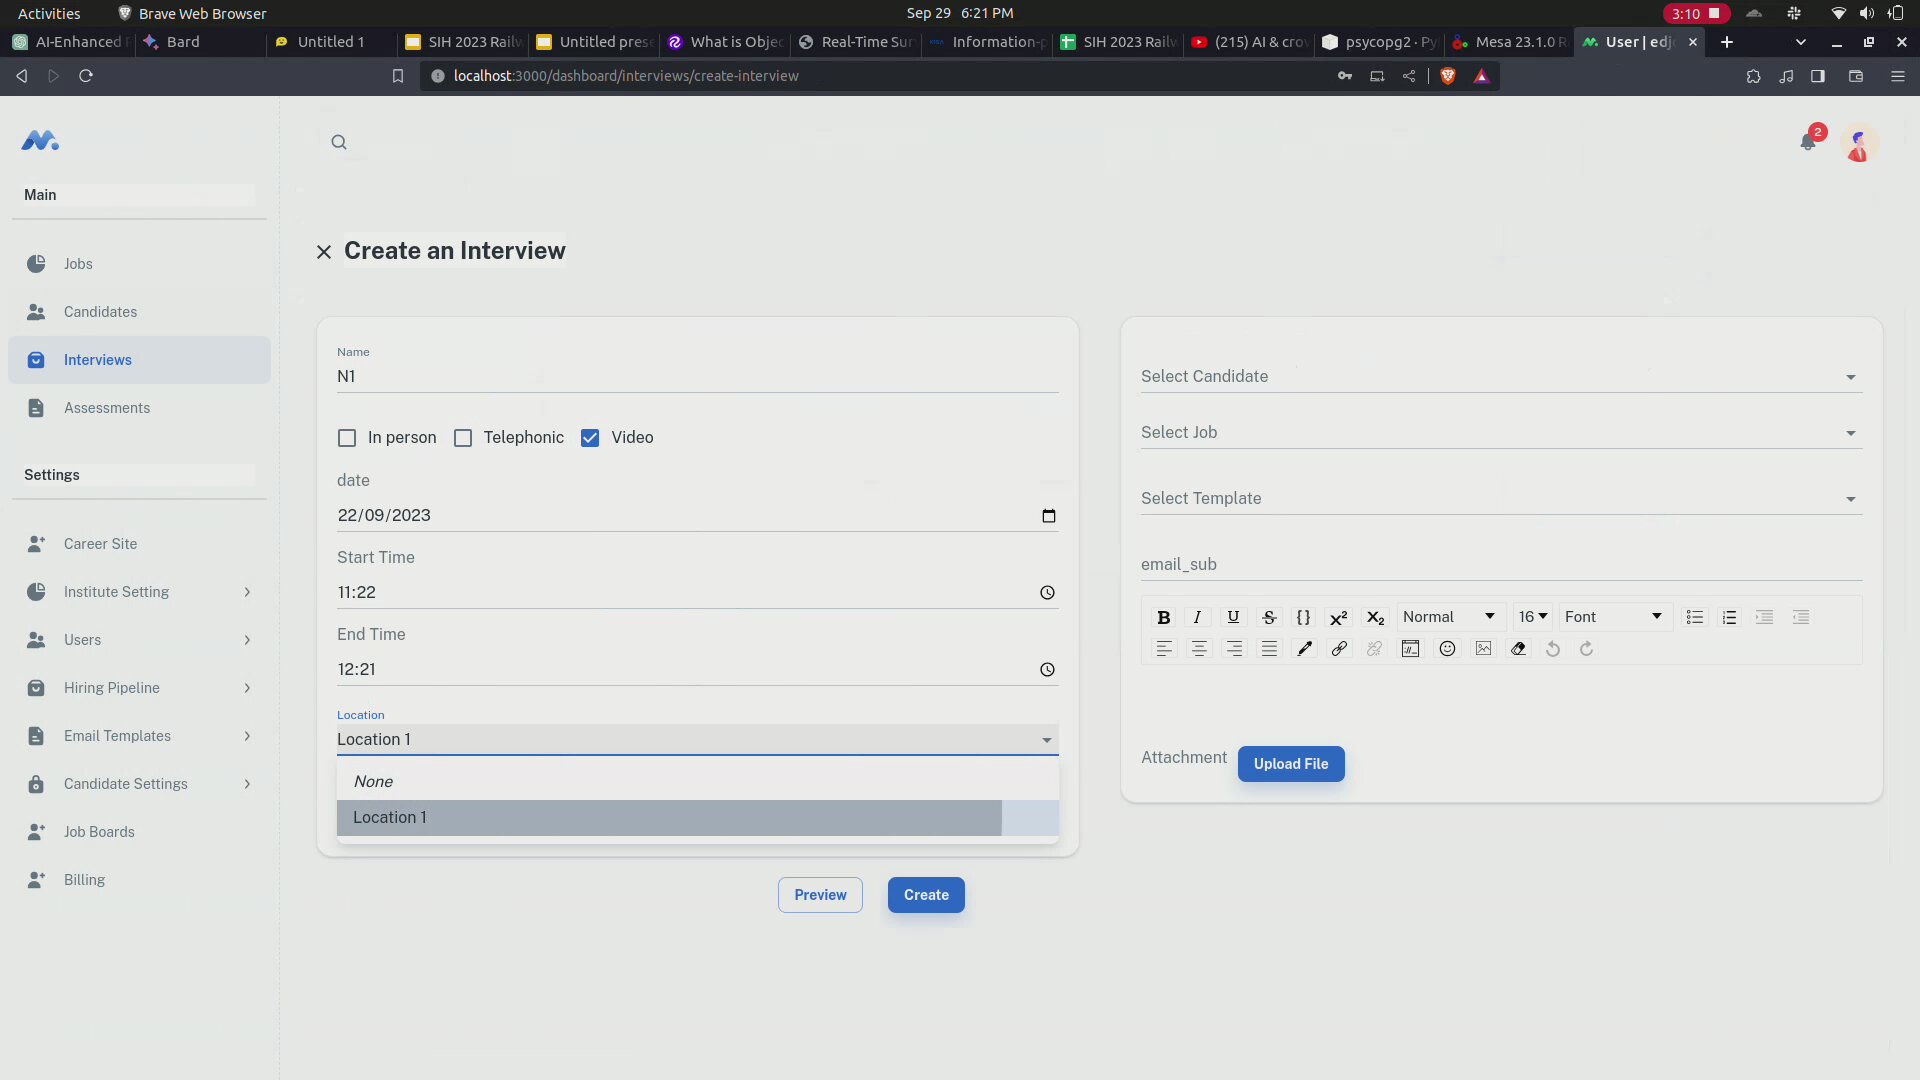 Activities
Brave Web Browser
Sep 29 6:21 PM
3:10
AI-Enhanced
Bard
Untitled 1
SIH 2023 Railw
Untitled prese
What is Objec
Real-Time Sur
Information-p
SIH 2023 Railw
(215) AI & crow
psycopg2 · Py
Mesa 23.1.0 R
User | edj
localhost:3000/dashboard/interviews/create-interview
2
Main
Jobs
Candidates
Interviews
Assessments
Settings
Career Site
Institute Setting
Users
Hiring Pipeline
Email Templates
Candidate Settings
Job Boards
Billing
Create an Interview
Name
N1
In person
Telephonic
Video
date
22/09/2023
Start Time
11:22
End Time
12:21
Location
Location 1
None
Location 1
Select Candidate
Select Job
Select Template
email_sub
Normal
16
Font
Attachment
Upload File
Preview
Create